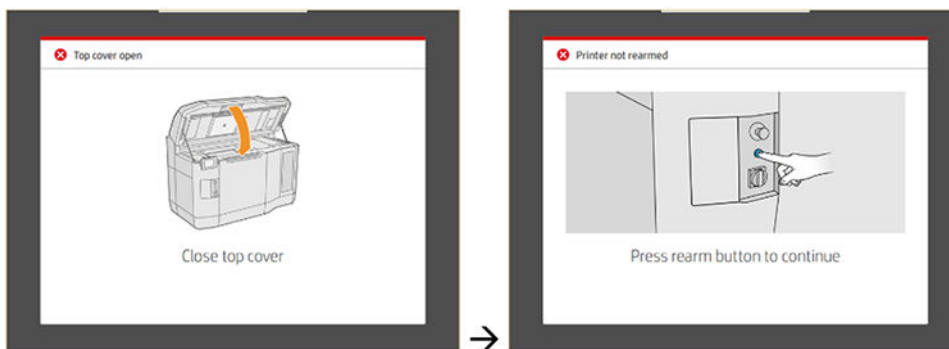 Top cover open
Close top cover
Printer not rearmed
Press rearm button to continue